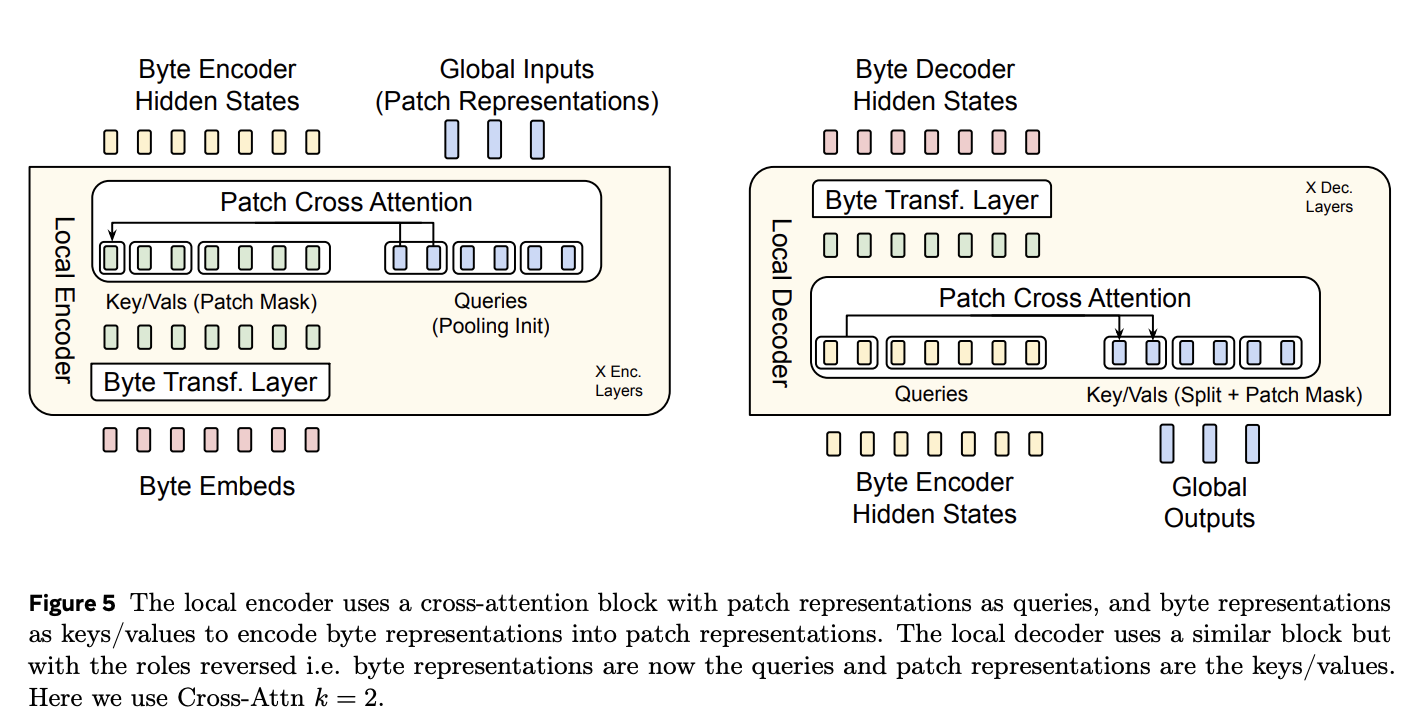 Byte Encoder
Hidden States
Global Inputs
(Patch Representations)
Patch Cross Attention
Local Encoder
Key/Vals (Patch Mask)
Queries
(Pooling Init)
Byte Transf. Layer
X Enc.
Layers
Byte Embeds
Byte Decoder
Hidden States
Byte Transf. Layer
X Dec.
Layers
Local Decoder
Patch Cross Attention
Queries
Key/Vals (Split + Patch Mask)
Byte Encoder
Hidden States
Global
Outputs
Figure 5 The local encoder uses a cross-attention block with patch representations as queries, and byte representations
as keys/values to encode byte representations into patch representations. The local decoder uses a similar block but
with the roles reversed i.e. byte representations are now the queries and patch representations are the keys/values.
Here we use Cross-Attn k = 2.